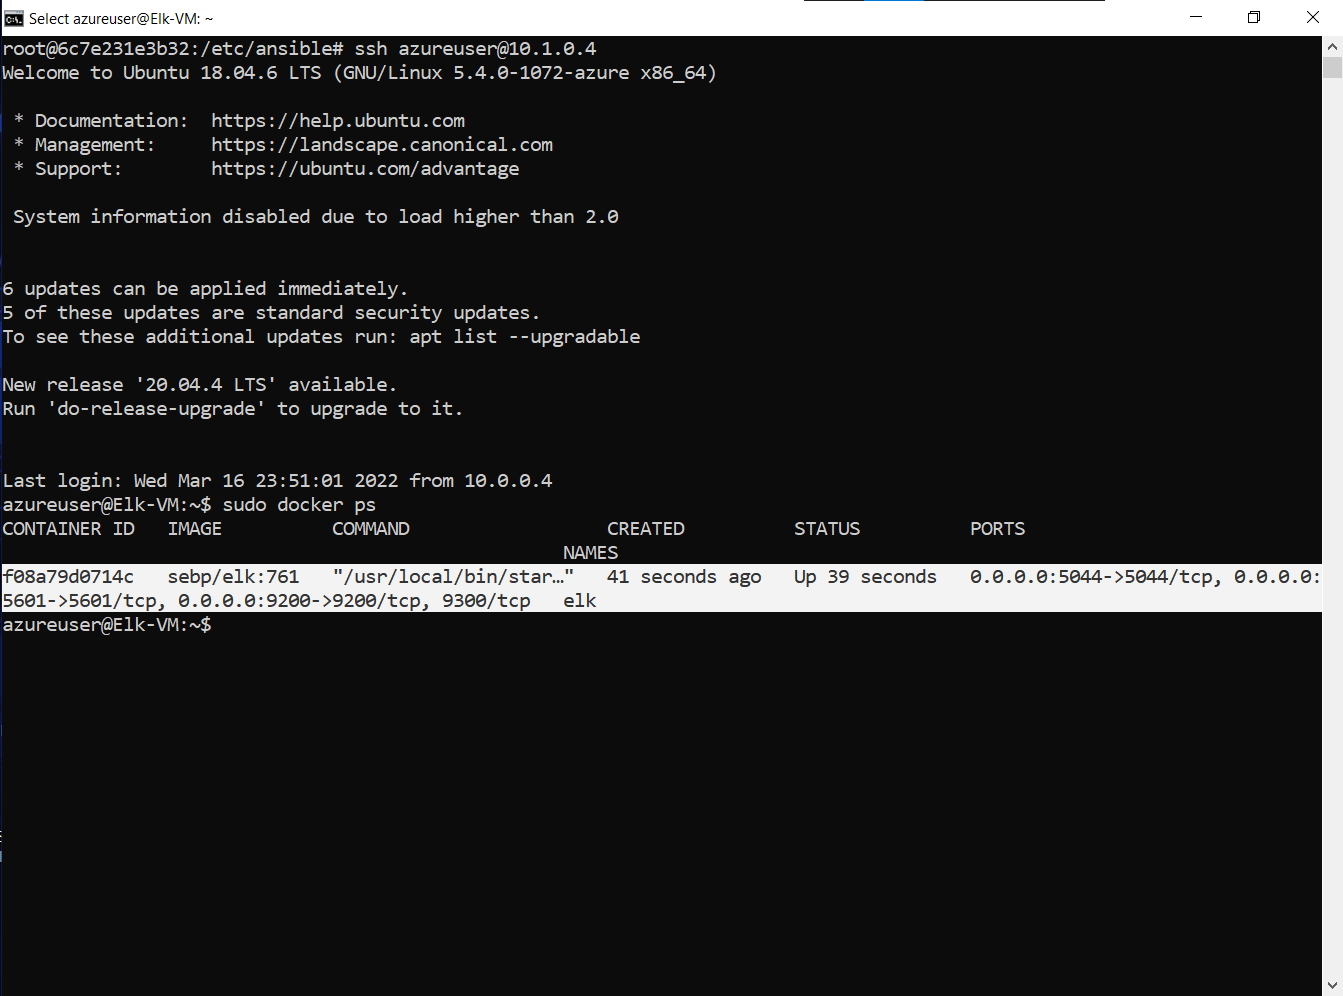 Select azureuser@Elk-VM: ~
root@6c7e231e3b32:/etc/ansible# ssh azureuser@10.1.0.4
Welcome to Ubuntu 18.04.6 LTS (GNU/Linux 5.4.0-1072-azure x86_64)
* Documentation:  https://help.ubuntu.com
* Management:     https://landscape.canonical.com
* Support:        https://ubuntu.com/advantage
System information disabled due to load higher than 2.0
6 updates can be applied immediately.
5 of these updates are standard security updates.
To see these additional updates run: apt list --upgradable
New release '20.04.4 LTS' available.
Run 'do-release-upgrade' to upgrade to it.
Last login: Wed Mar 16 23:51:01 2022 from 10.0.0.4
azureuser@Elk-VM:~$ sudo docker ps
CONTAINER ID   IMAGE          COMMAND                  CREATED          STATUS          PORTS
NAMES
f08a79d0714c   sebp/elk:761   "/usr/local/bin/star…"   41 seconds ago   Up 39 seconds   0.0.0.0:5044->5044/tcp, 0.0.0.0:
5601->5601/tcp, 0.0.0.0:9200->9200/tcp, 9300/tcp   elk
azureuser@Elk-VM:~$